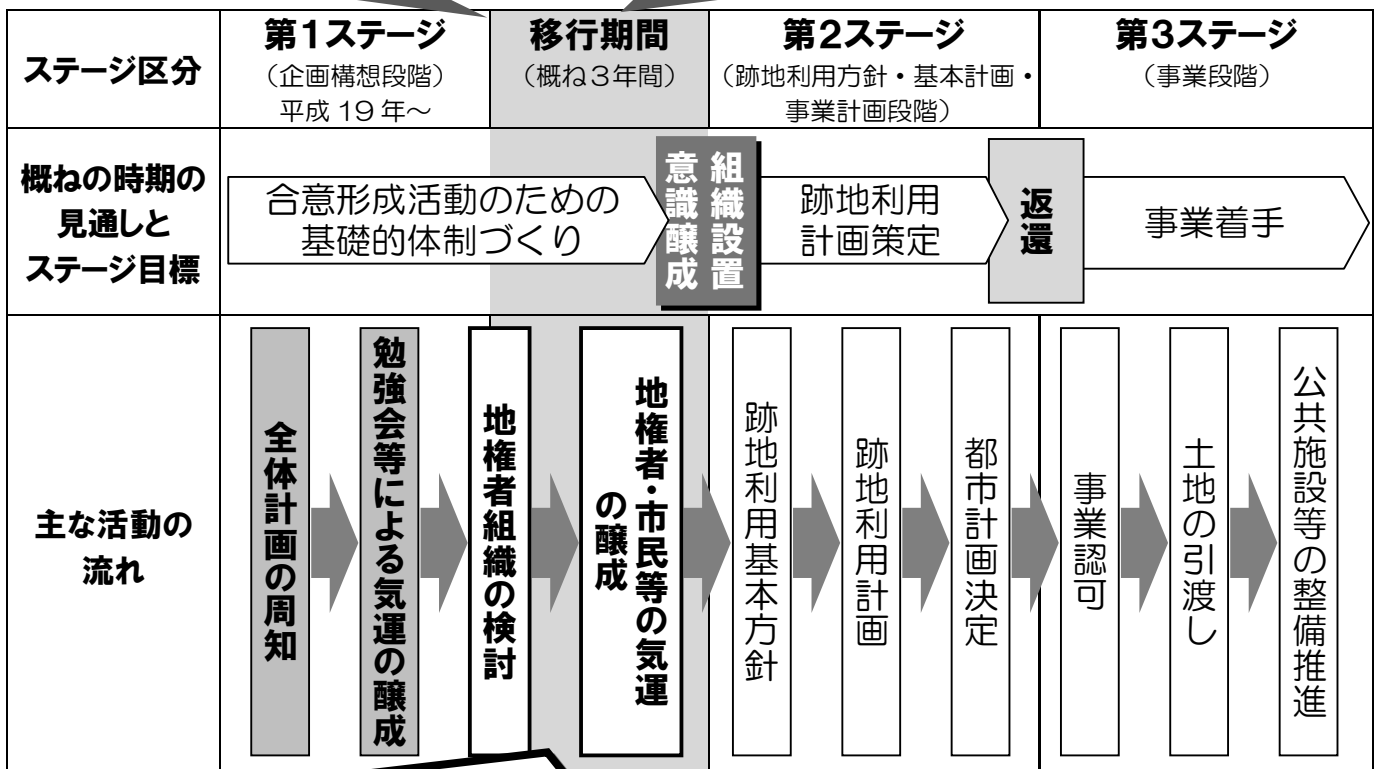 ステージ区分
第1ステージ
（企画構想段階）
平成 19 年～
移行期間
（概ね３年間）
第2ステージ
（跡地利用方針・基本計画・
事業計画段階）
第3ステージ
（事業段階）
概ねの時期の
見通しと
ステージ目標
合意形成活動のための
基礎的体制づくり
組織設置
意識醸成
跡地利用
計画策定
返還
事業着手
主な活動の
流れ
全体計画の周知
勉強会等による気運の醸成
地権者組織の検討
地権者・市民等の気運
の醸成
跡地利用基本方針
跡地利用計画
都市計画決定
事業認可
土地の引渡し
公共施設等の整備推進